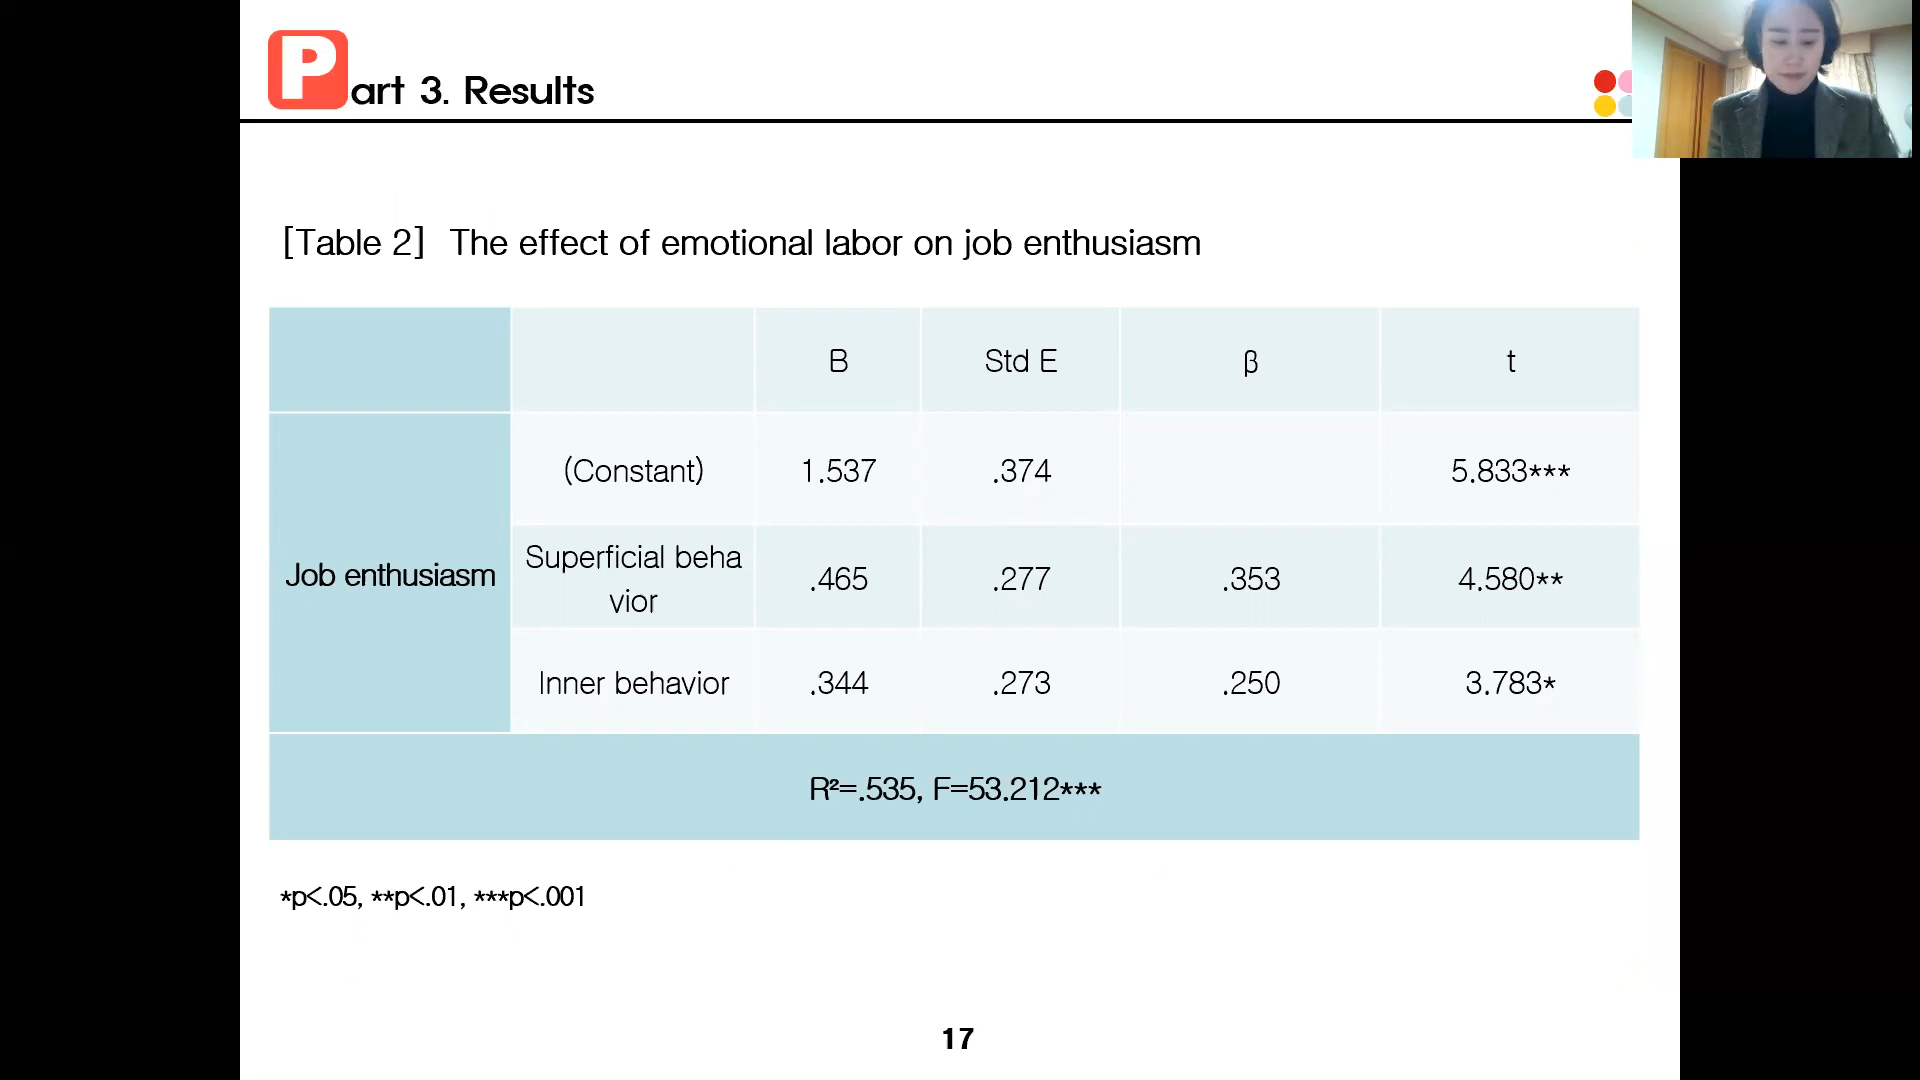 Part 3. Results
[Table 2] The effect of emotional labor on job enthusiasm
B Std E β t
(Constant) 1.537 .374 5.833***
Job enthusiasm
Superficial beha
vior .465 .277 .353 4.580**
Inner behavior .344 .273 .250 3.783*
R²=.535, F=53.212***
*p<.05, **p<.01, ***p<.001
17